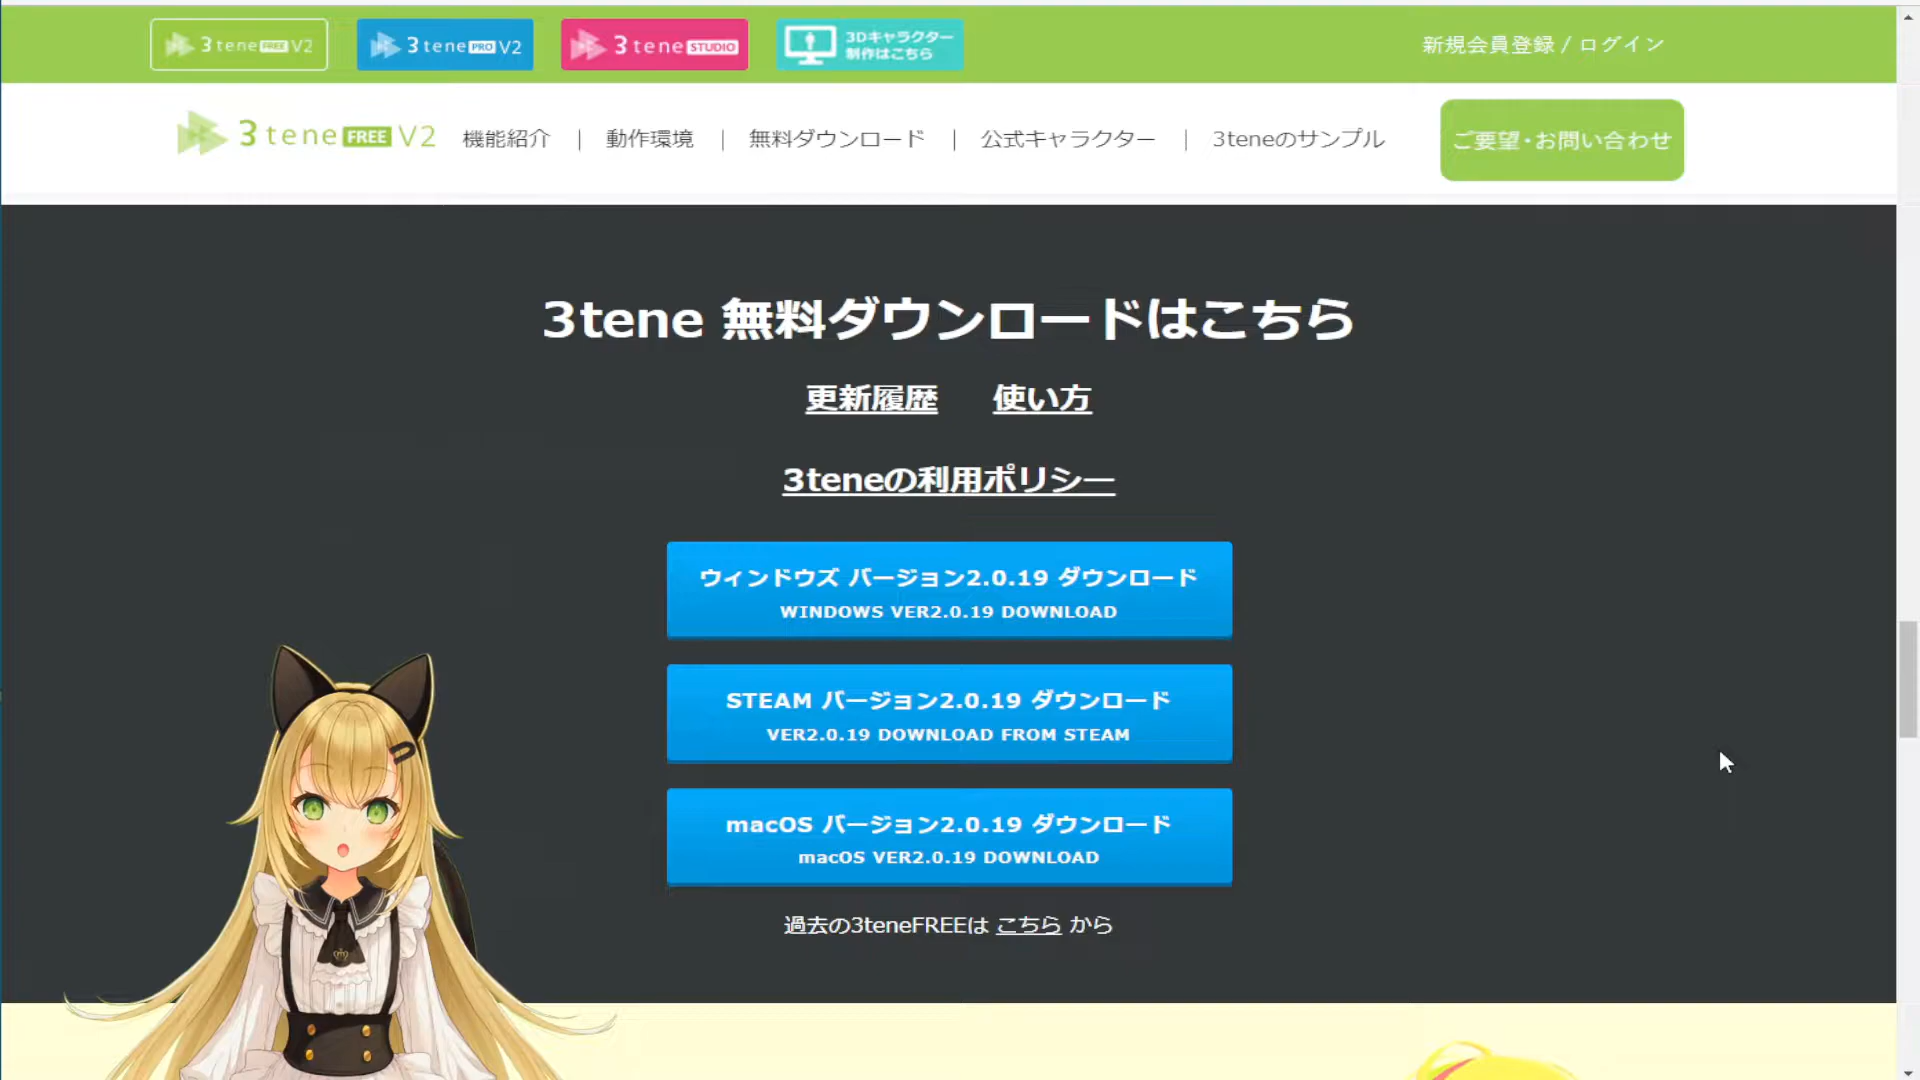 3tene FREE V2
3tene PRO V2
3tene STUDIO
3Dキャラクター
制作はこちら
新規会員登録 / ログイン
3tene FREE V2
機能紹介 | 動作環境 | 無料ダウンロード | 公式キャラクター | 3teneのサンプル
ご要望・お問い合わせ
3tene 無料ダウンロードはこちら
更新履歴 使い方
3teneの利用ポリシー
ウィンドウズ バージョン2.0.19 ダウンロード
WINDOWS VER2.0.19 DOWNLOAD
STEAM バージョン2.0.19 ダウンロード
VER2.0.19 DOWNLOAD FROM STEAM
macOS バージョン2.0.19 ダウンロード
macOS VER2.0.19 DOWNLOAD
過去の3teneFREEは こちら から